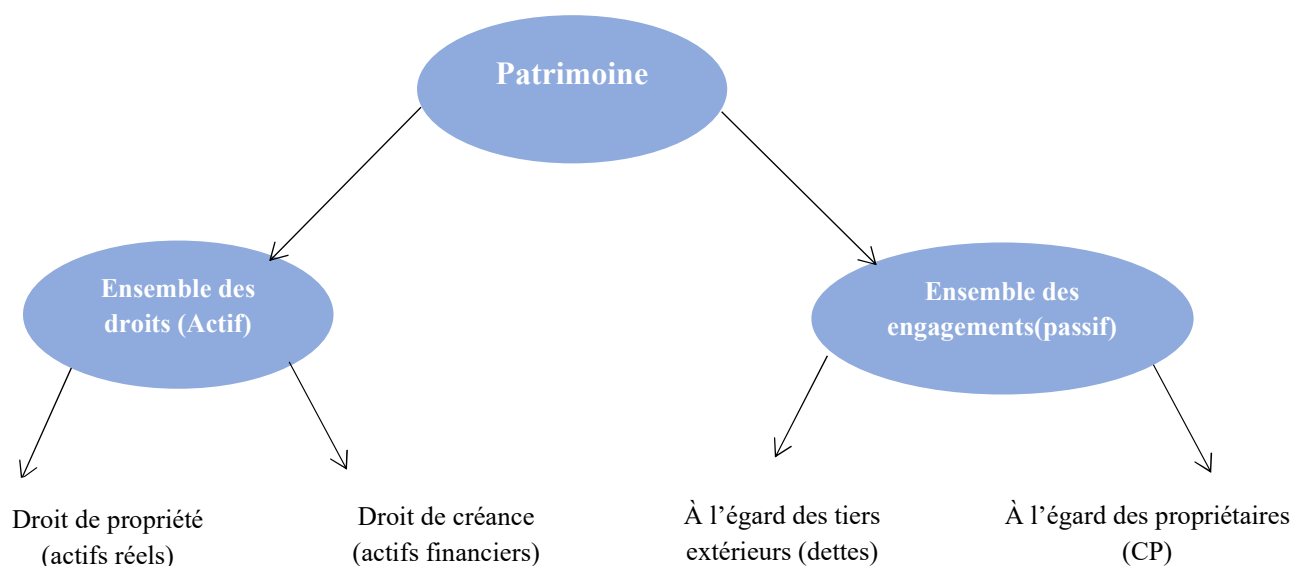 Patrimoine
Ensemble des
droits (Actif)
Ensemble des
engagements(passif)
Droit de propriété
(actifs réels)
Droit de créance
(actifs financiers)
À l’égard des tiers
extérieurs (dettes)
À l’égard des propriétaires
(CP)